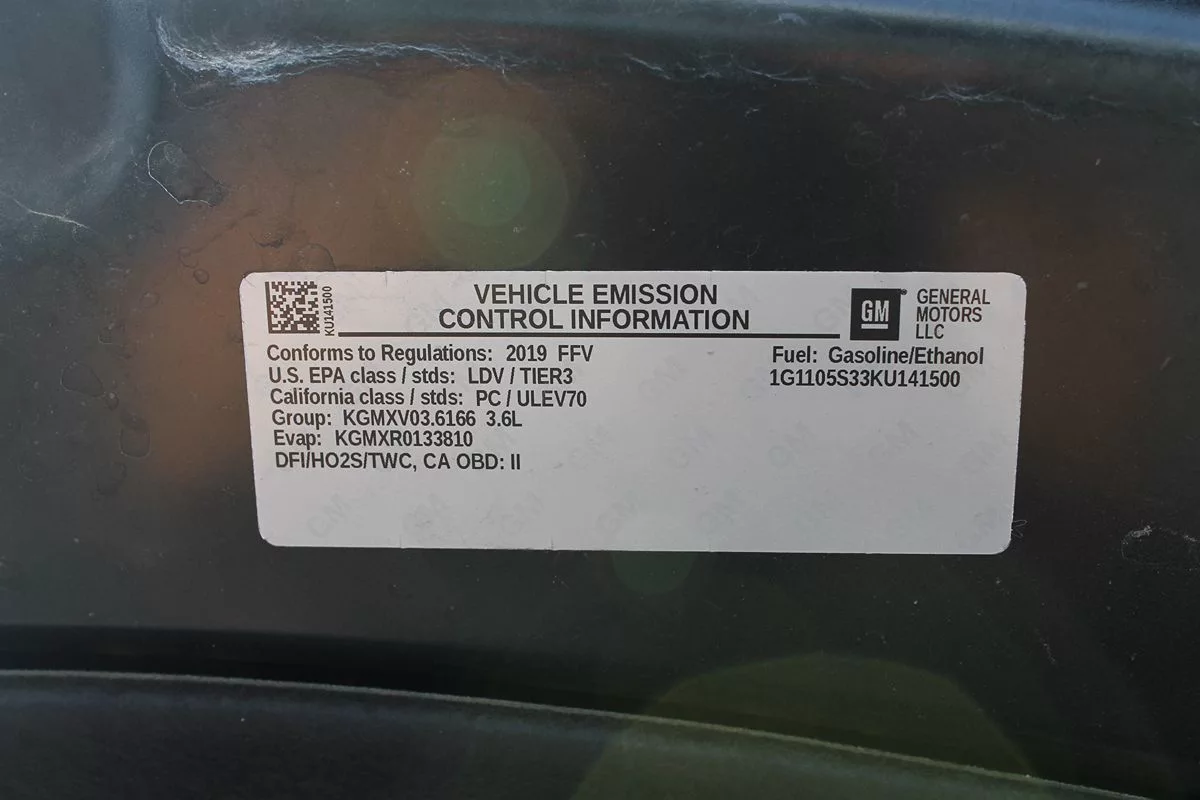 KU141500
VEHICLE EMISSION
CONTROL INFORMATION
GM
GENERAL
MOTORS
LLC
Conforms to Regulations: 2019 FFV
U.S. EPA class / stds: LDV / TIER3
California class / stds: PC / ULEV70
Group: KGMXV03.6166 3.6L
Evap: KGMXR0133810
DFI/HO2S/TWC, CA OBD: II
Fuel: Gasoline/Ethanol
1G1105S33KU141500